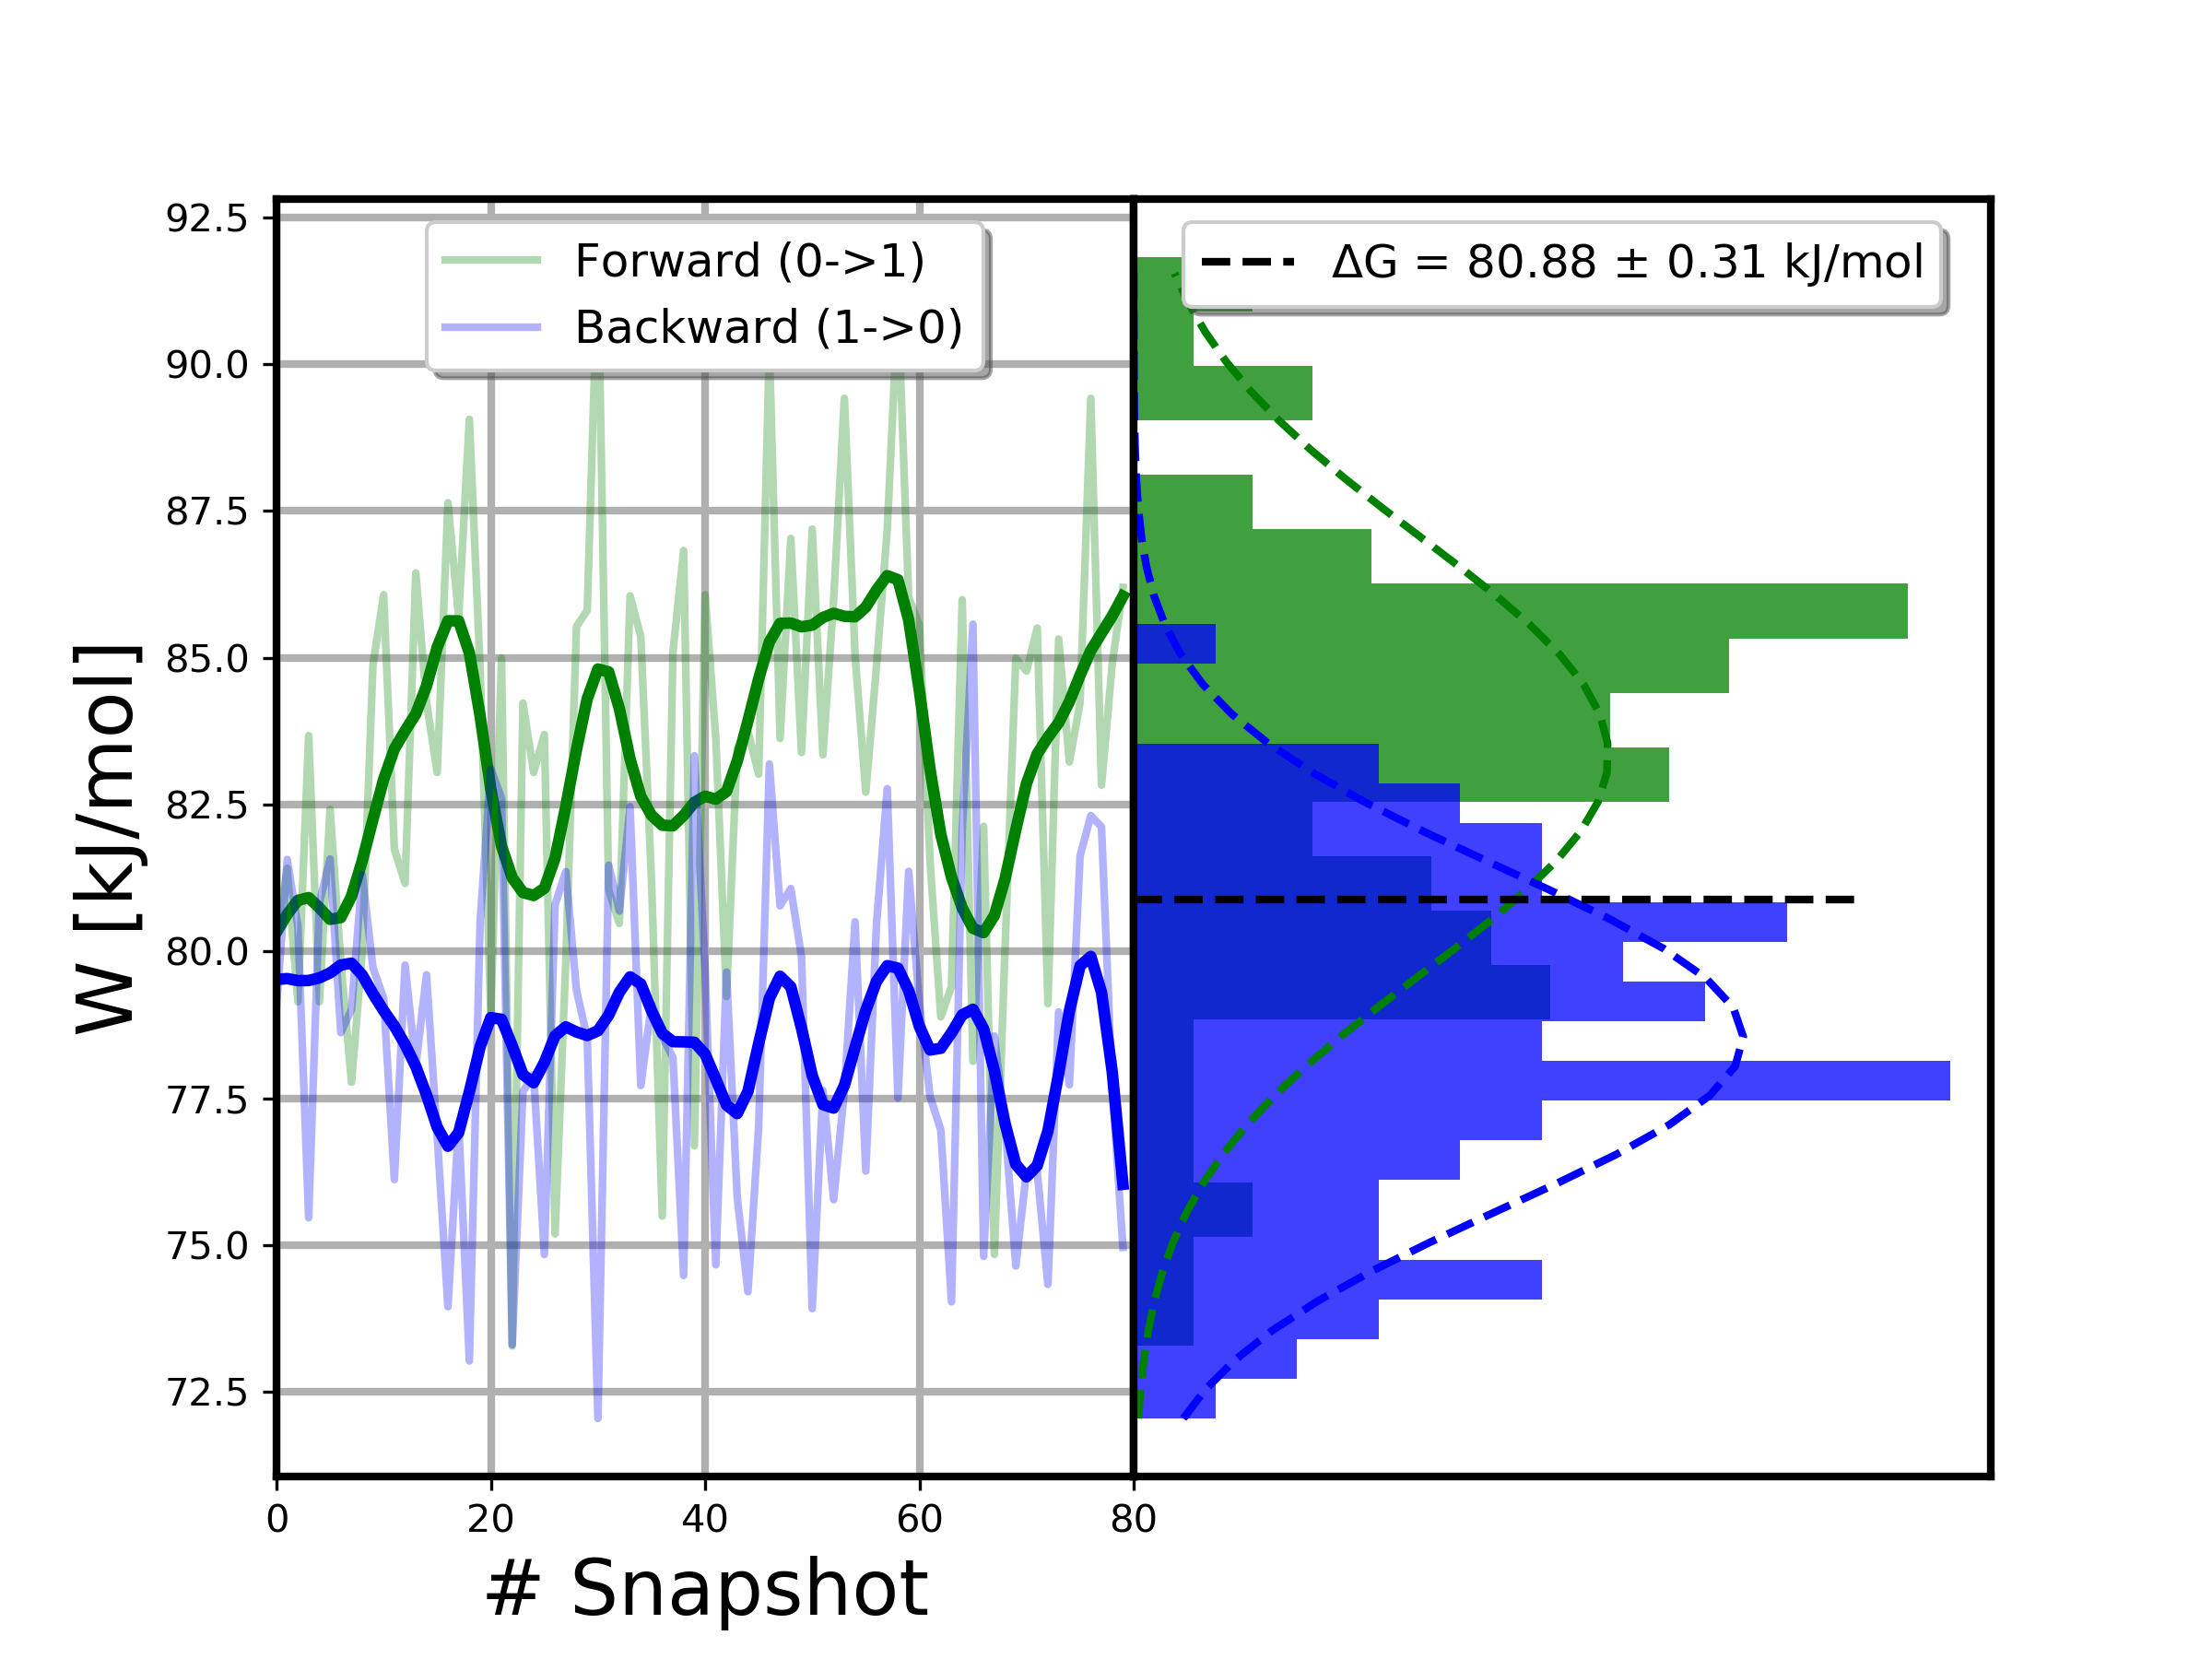 Forward (0->1)
Backward (1->0)
ΔG = 80.88 ± 0.31 kJ/mol
W [kJ/mol]
92.5
90.0
87.5
85.0
82.5
80.0
77.5
75.0
72.5
0 20 40 60 80
# Snapshot